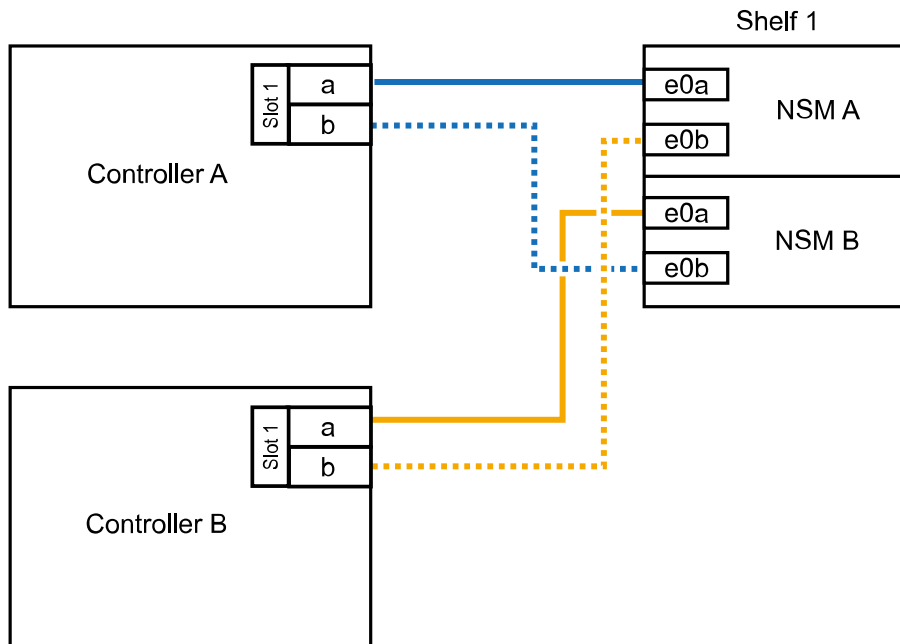 Shelf 1
Slot 1
a
b
Controller A
e0a
e0b
NSM A
e0a
e0b
NSM B
Slot 1
a
b
Controller B